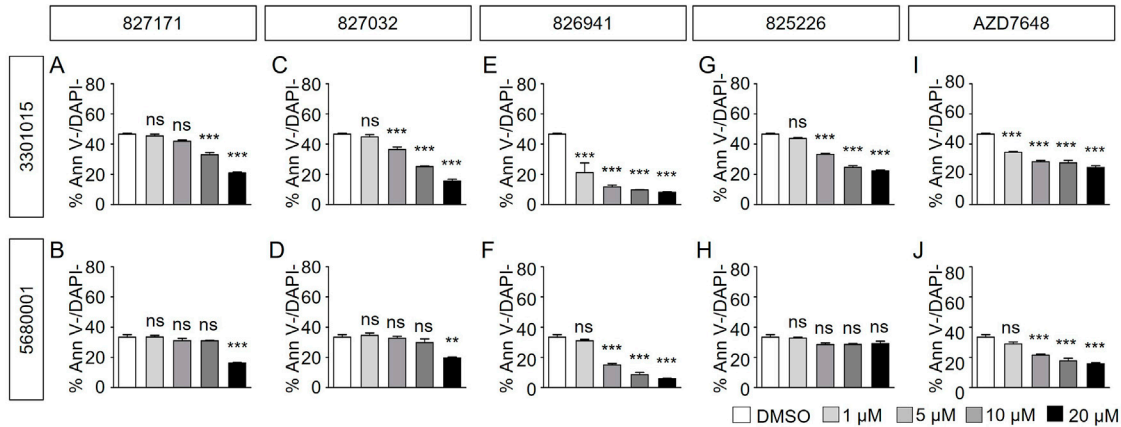 827171 827032 826941 825226 AZD7648
3301015
A C E G I
% Ann V-/DAPI- 80 60 40 20 0 ns ns *** ***
% Ann V-/DAPI- 80 60 40 20 0 ns *** *** ***
% Ann V-/DAPI- 80 60 40 20 0 *** *** *** ***
% Ann V-/DAPI- 80 60 40 20 0 ns *** *** ***
% Ann V-/DAPI- 80 60 40 20 0 *** *** *** ***
5680001
B D F H J
% Ann V-/DAPI- 80 60 40 20 0 ns ns ns ***
% Ann V-/DAPI- 80 60 40 20 0 ns ns ns **
% Ann V-/DAPI- 80 60 40 20 0 ns *** *** ***
% Ann V-/DAPI- 80 60 40 20 0 ns ns ns ns
% Ann V-/DAPI- 80 60 40 20 0 ns *** *** ***
DMSO 1 µM 5 µM 10 µM 20 µM